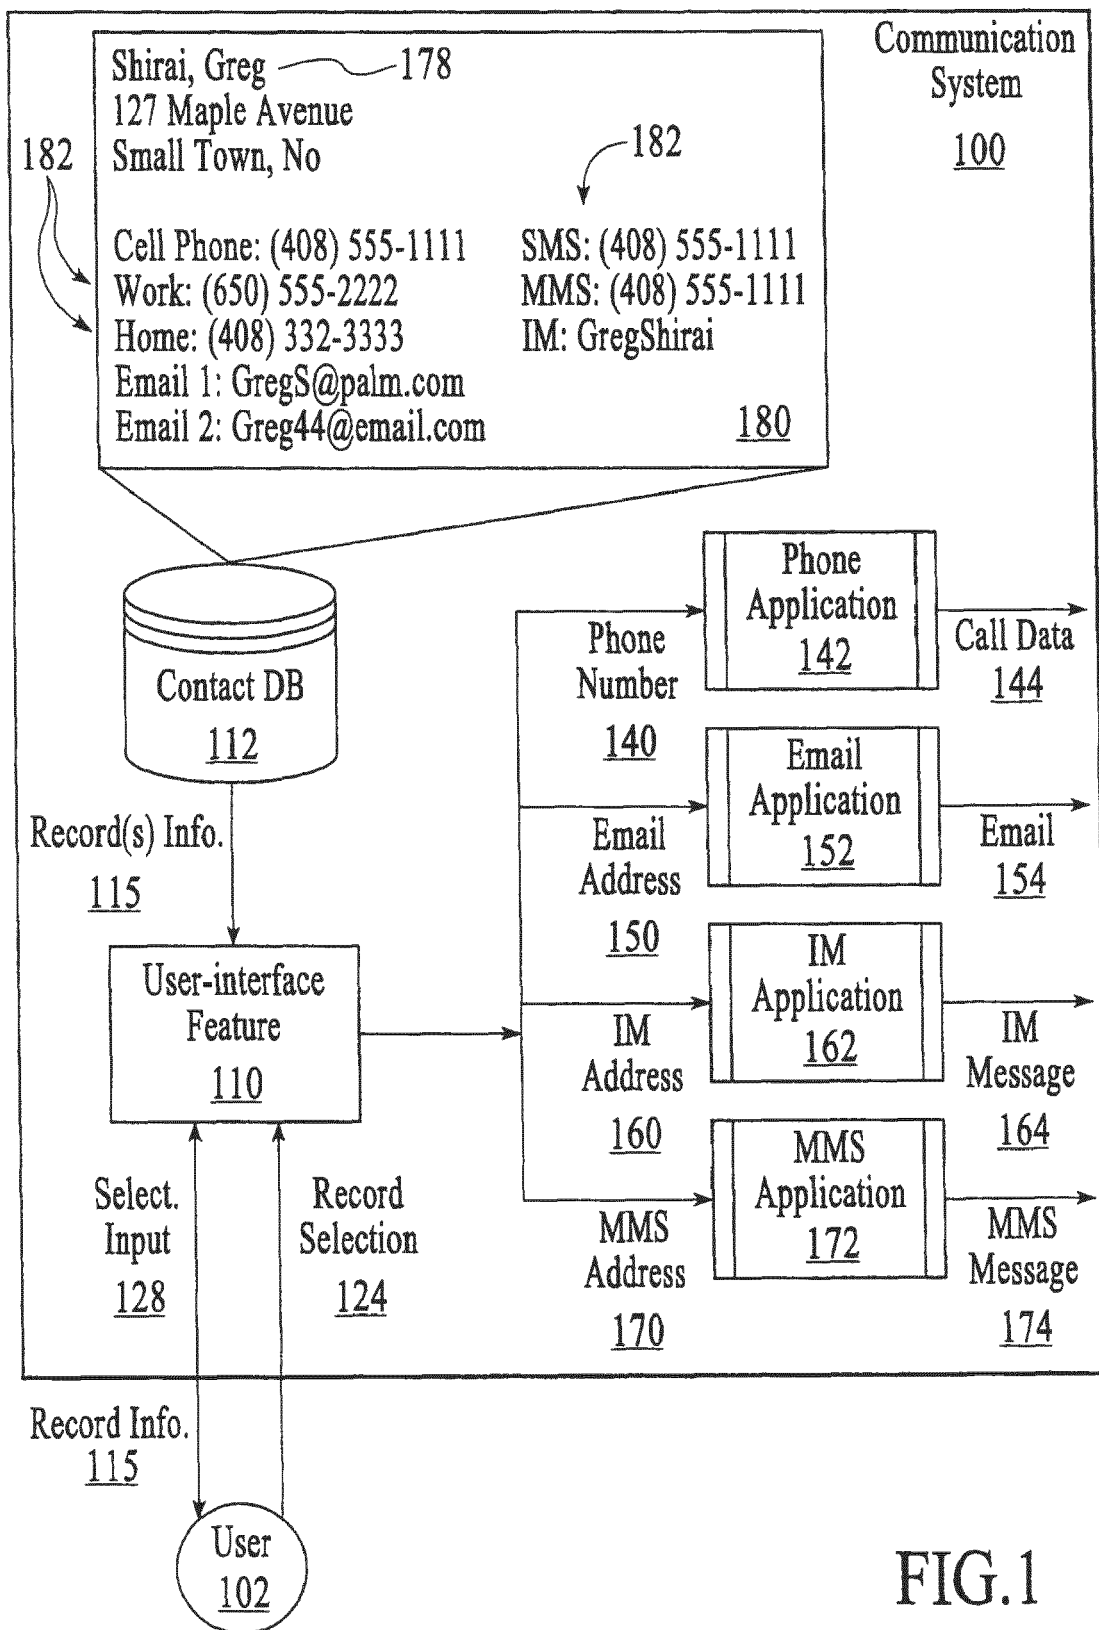 Communication
System
100
Shirai, Greg
178
127 Maple Avenue
Small Town, No
182
182
Cell Phone: (408) 555-1111
SMS: (408) 555-1111
Work: (650) 555-2222
MMS: (408) 555-1111
Home: (408) 332-3333
IM: GregShirai
Email 1: GregS@palm.com
Email 2: Greg44@email.com
180
Contact DB
112
Record(s) Info.
115
User-interface
Feature
110
Select.
Input
128
Record
Selection
124
Record Info.
115
User
102
Phone
Number
140
Phone
Application
142
Call Data
144
Email
Address
150
Email
Application
152
Email
154
IM
Address
160
IM
Application
162
IM
Message
164
MMS
Address
170
MMS
Application
172
MMS
Message
174
FIG.1